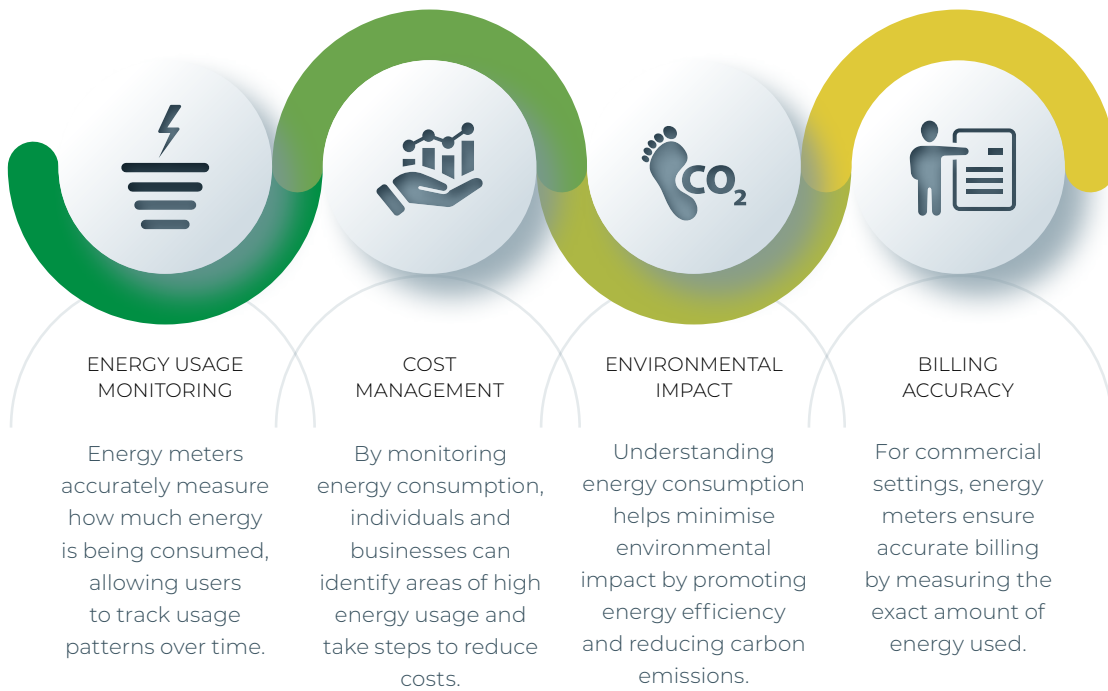 CO2
ENERGY USAGE
MONITORING
Energy meters
accurately measure
how much energy
is being consumed,
allowing users
to track usage
patterns over time.
COST
MANAGEMENT
By monitoring
energy consumption,
individuals and
businesses can
identify areas of high
energy usage and
take steps to reduce
costs.
ENVIRONMENTAL
IMPACT
Understanding
energy consumption
helps minimise
environmental
impact by promoting
energy efficiency
and reducing carbon
emissions.
BILLING
ACCURACY
For commercial
settings, energy
meters ensure
accurate billing
by measuring the
exact amount of
energy used.